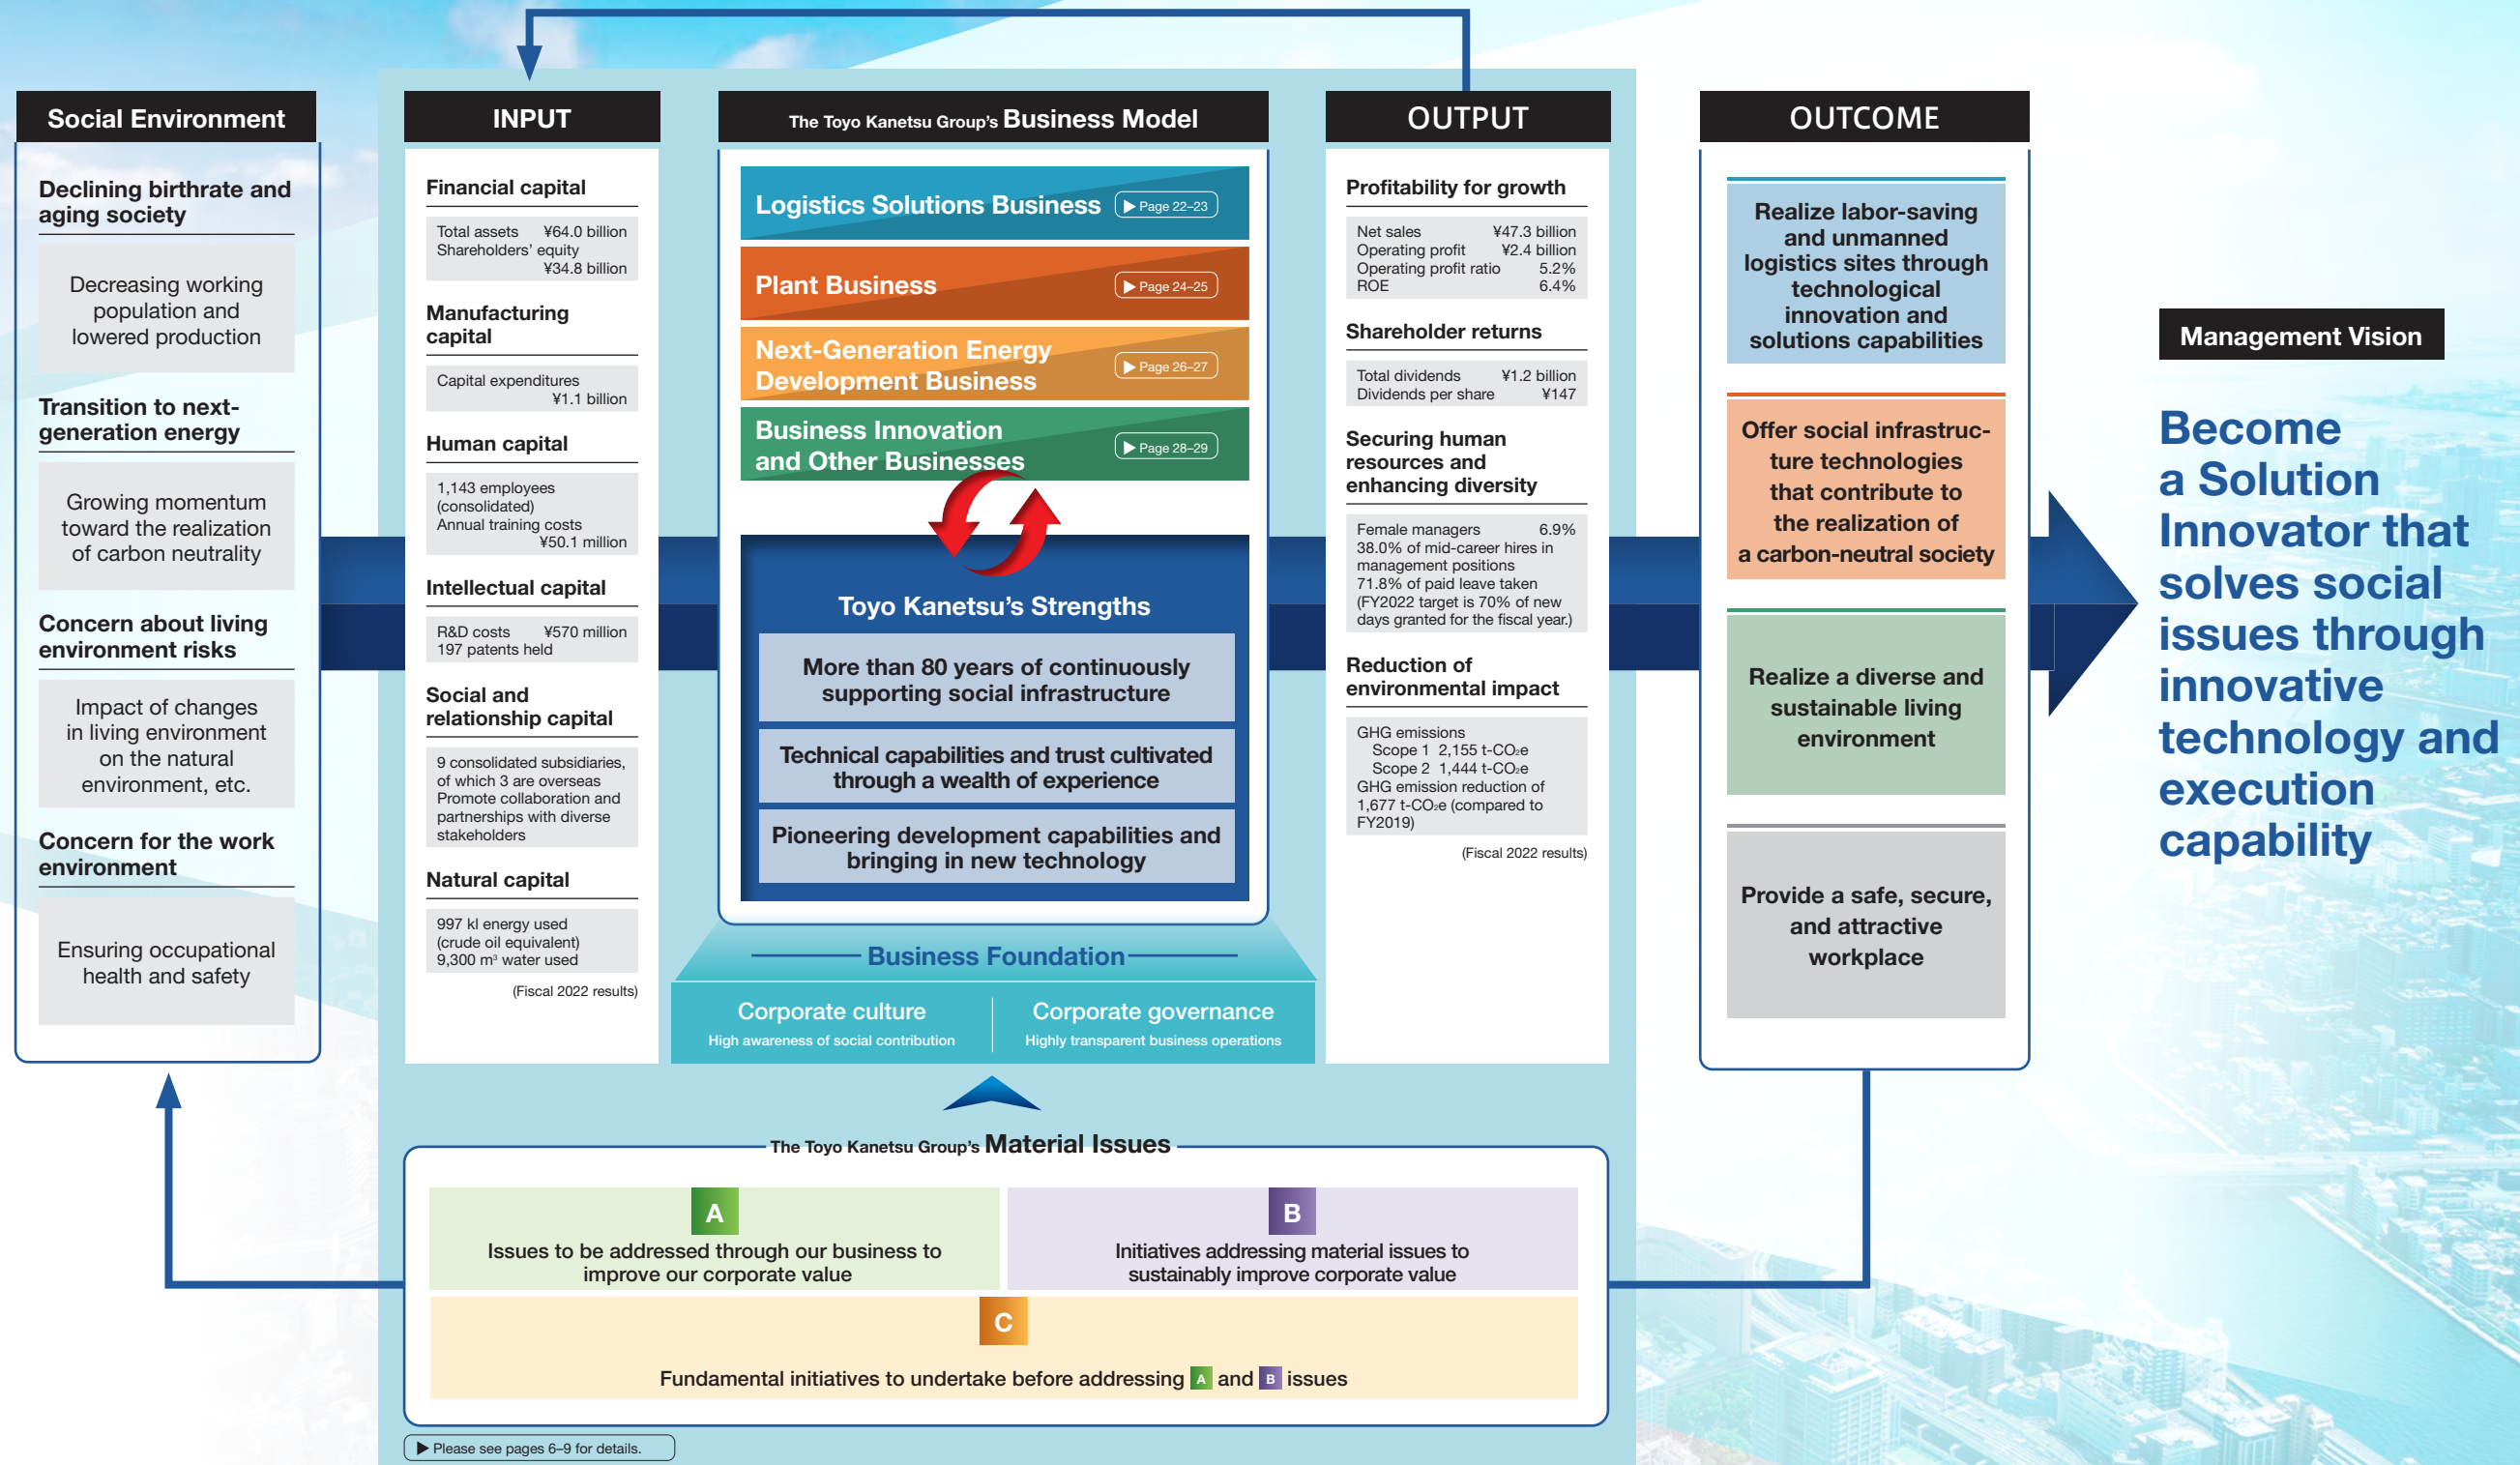 Social Environment
Declining birthrate and
aging society
Decreasing working
population and
lowered production
Transition to next-
generation energy
Growing momentum
toward the realization
of carbon neutrality
Concern about living
environment risks
Impact of changes
in living environment
on the natural
environment, etc.
Concern for the work
environment
Ensuring occupational
health and safety
INPUT
Financial capital
Total assets ¥64.0 billion
Shareholders' equity
¥34.8 billion
Manufacturing
capital
Capital expenditures
¥1.1 billion
Human capital
1,143 employees
(consolidated)
Annual training costs
¥50.1 million
Intellectual capital
R&D costs ¥570 million
197 patents held
Social and
relationship capital
9 consolidated subsidiaries,
of which 3 are overseas
Promote collaboration and
partnerships with diverse
stakeholders
Natural capital
997 kl energy used
(crude oil equivalent)
9,300 m³ water used
(Fiscal 2022 results)
The Toyo Kanetsu Group's Business Model
Logistics Solutions Business ▶ Page 22–23
Plant Business ▶ Page 24–25
Next-Generation Energy
Development Business ▶ Page 26–27
Business Innovation
and Other Businesses ▶ Page 28–29
Toyo Kanetsu's Strengths
More than 80 years of continuously
supporting social infrastructure
Technical capabilities and trust cultivated
through a wealth of experience
Pioneering development capabilities and
bringing in new technology
Business Foundation
Corporate culture
High awareness of social contribution
Corporate governance
Highly transparent business operations
OUTPUT
Profitability for growth
Net sales ¥47.3 billion
Operating profit ¥2.4 billion
Operating profit ratio 5.2%
ROE 6.4%
Shareholder returns
Total dividends ¥1.2 billion
Dividends per share ¥147
Securing human
resources and
enhancing diversity
Female managers 6.9%
38.0% of mid-career hires in
management positions
71.8% of paid leave taken
(FY2022 target is 70% of new
days granted for the fiscal year.)
Reduction of
environmental impact
GHG emissions
Scope 1 2,155 t-CO₂e
Scope 2 1,444 t-CO₂e
GHG emission reduction of
1,677 t-CO₂e (compared to
FY2019)
(Fiscal 2022 results)
OUTCOME
Realize labor-saving
and unmanned
logistics sites through
technological
innovation and
solutions capabilities
Offer social infrastruc-
ture technologies
that contribute to
the realization of
a carbon-neutral society
Realize a diverse and
sustainable living
environment
Provide a safe, secure,
and attractive
workplace
Management Vision
Become
a Solution
Innovator that
solves social
issues through
innovative
technology and
execution
capability
The Toyo Kanetsu Group's Material Issues
A
Issues to be addressed through our business to
improve our corporate value
B
Initiatives addressing material issues to
sustainably improve corporate value
C
Fundamental initiatives to undertake before addressing A and B issues
▶ Please see pages 6–9 for details.